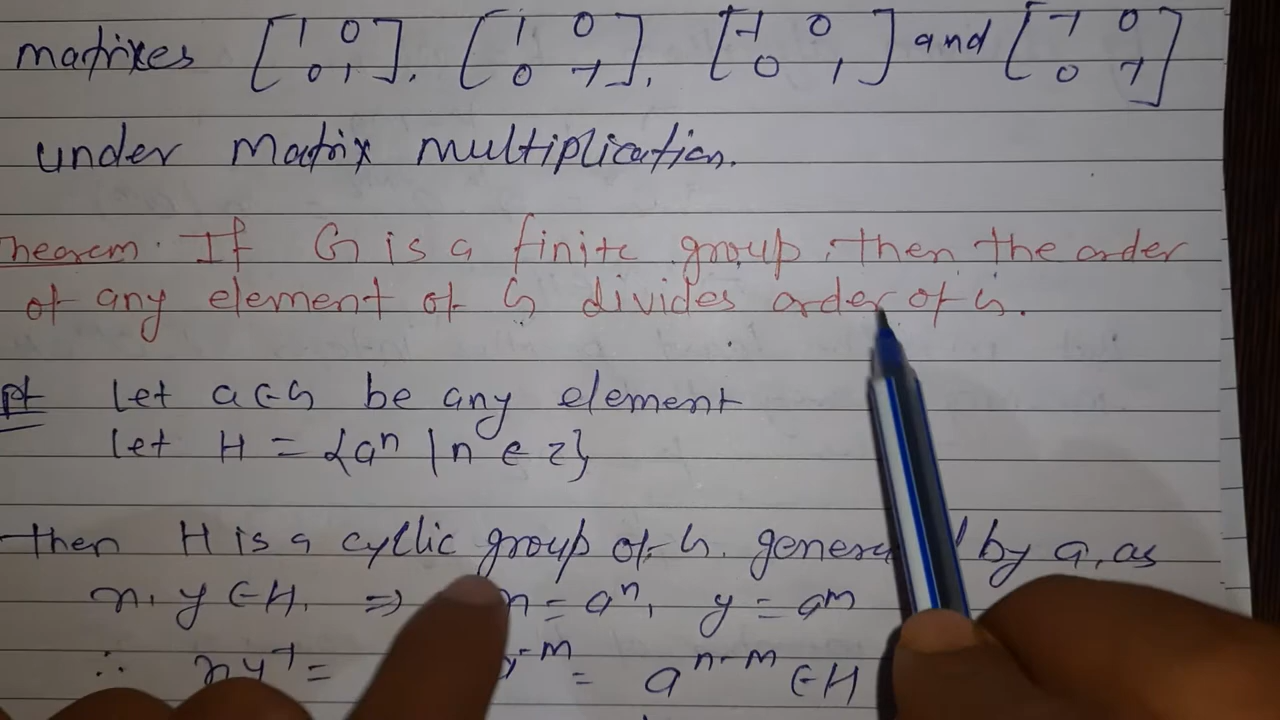 matrixes [1 0 0 1], [1 0 0 -1], [-1 0 0 1] and [-1 0 0 -1]
under Matrix multiplication.
Theorem. If G is a finite group, then the order
of any element of G divides order of G.
Pf Let a ∈ G be any element
Let H = {aⁿ | n ∈ z}
then H is a cyclic group of G. by a, as
x, y ∈ H, ⇒ x = aⁿ, y = aᵐ
∴ xy⁻¹ = = aⁿ⁻ᵐ ∈ H